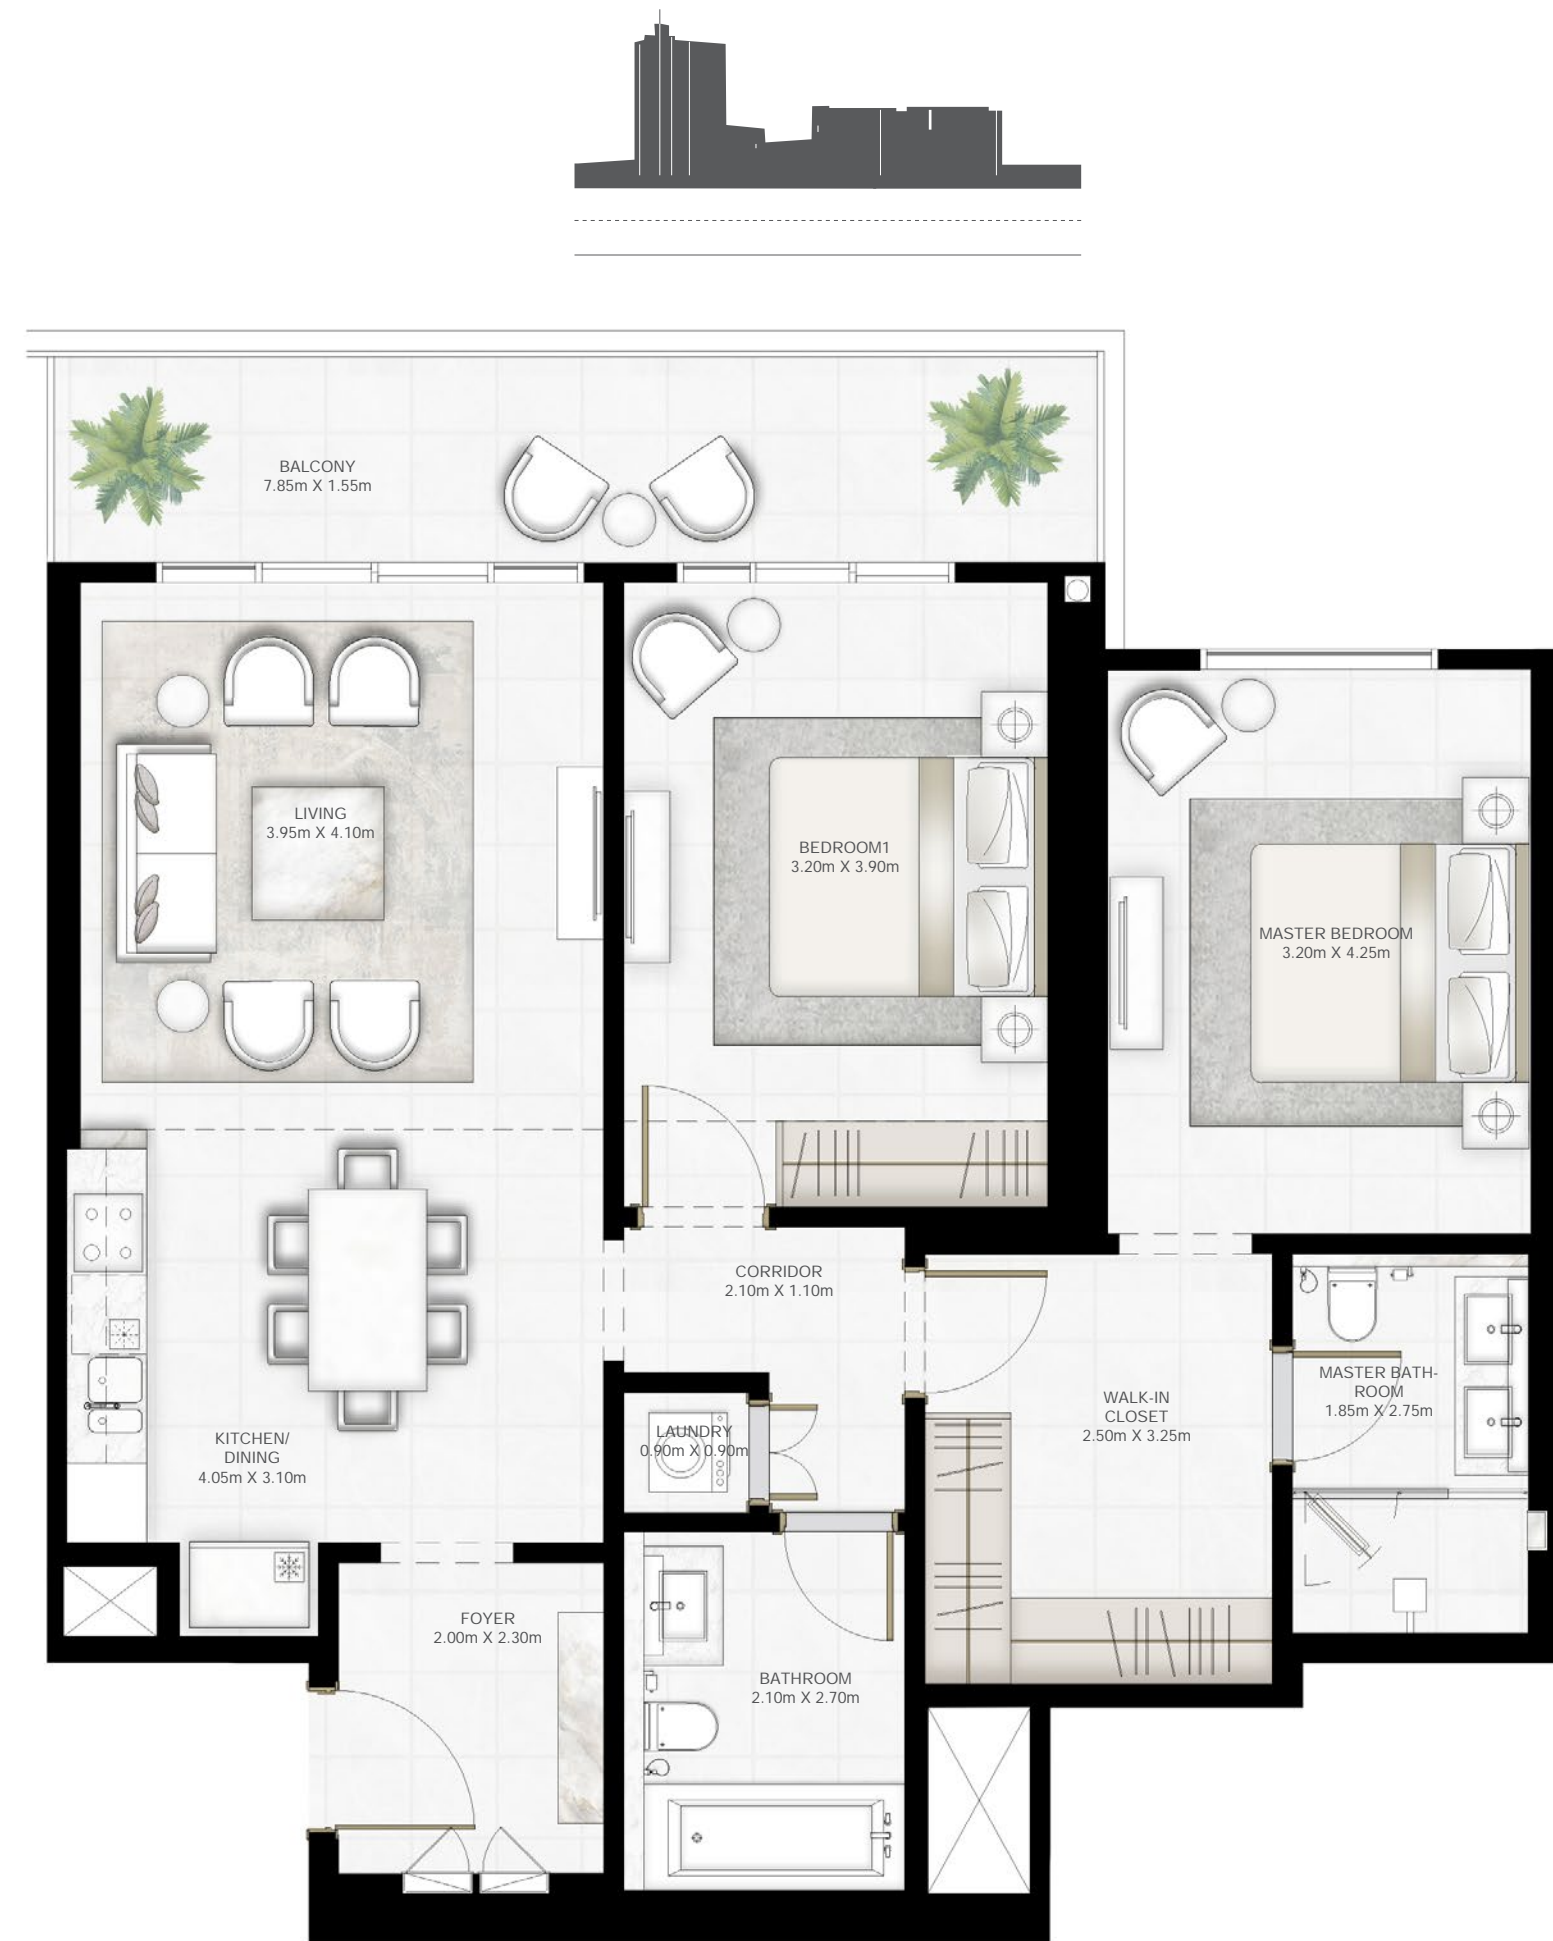 BALCONY
7.85m X 1.55m
LIVING
3.95m X 4.10m
BEDROOM1
3.20m X 3.90m
MASTER BEDROOM
3.20m X 4.25m
CORRIDOR
2.10m X 1.10m
MASTER BATH-
ROOM
1.85m X 2.75m
WALK-IN
CLOSET
2.50m X 3.25m
LAUNDRY
0.90m X 0.90m
KITCHEN/
DINING
4.05m X 3.10m
FOYER
2.00m X 2.30m
BATHROOM
2.10m X 2.70m